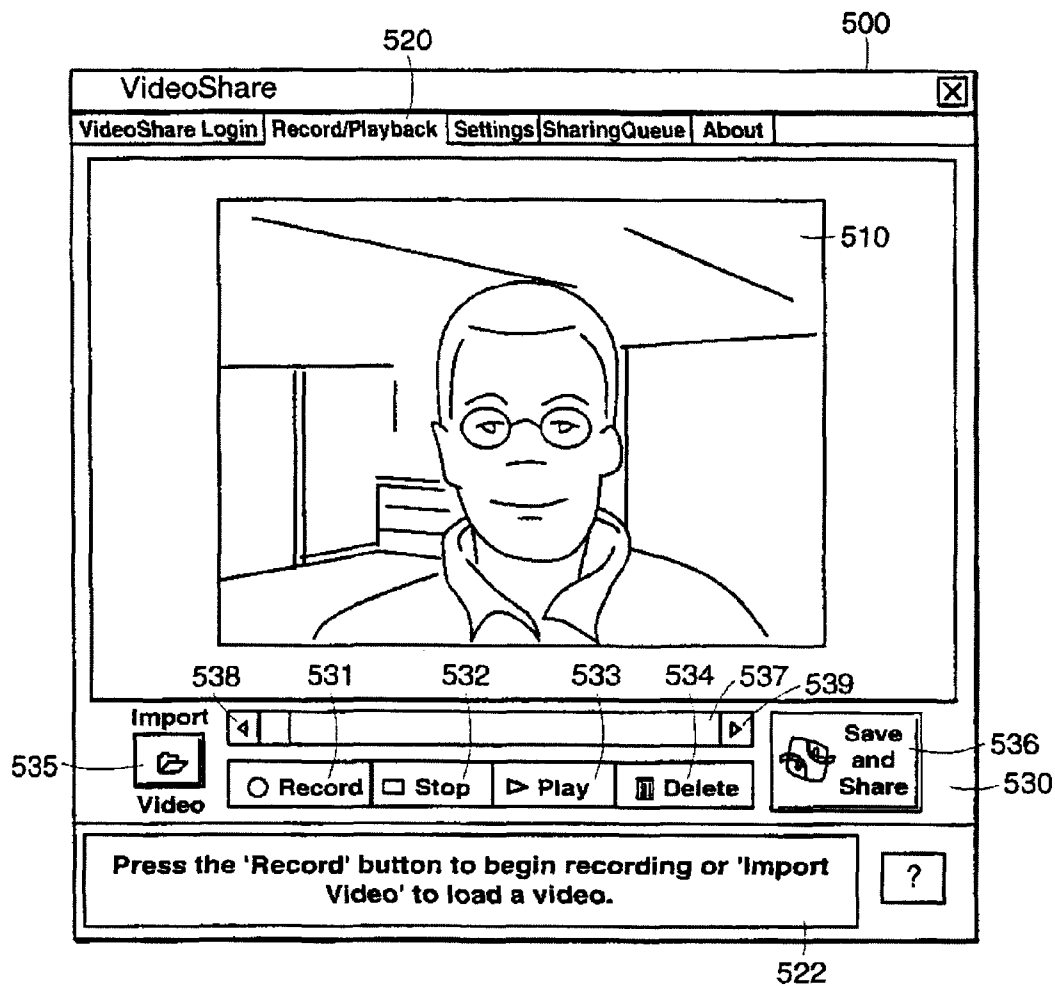 520
500
VideoShare
VideoShare Login Record/Playback Settings SharingQueue About
510
538 531 532 533 534 537 539
Import
Video
535
Record Stop Play Delete
Save
and
Share
536
530
Press the 'Record' button to begin recording or 'Import
Video' to load a video.
?
522